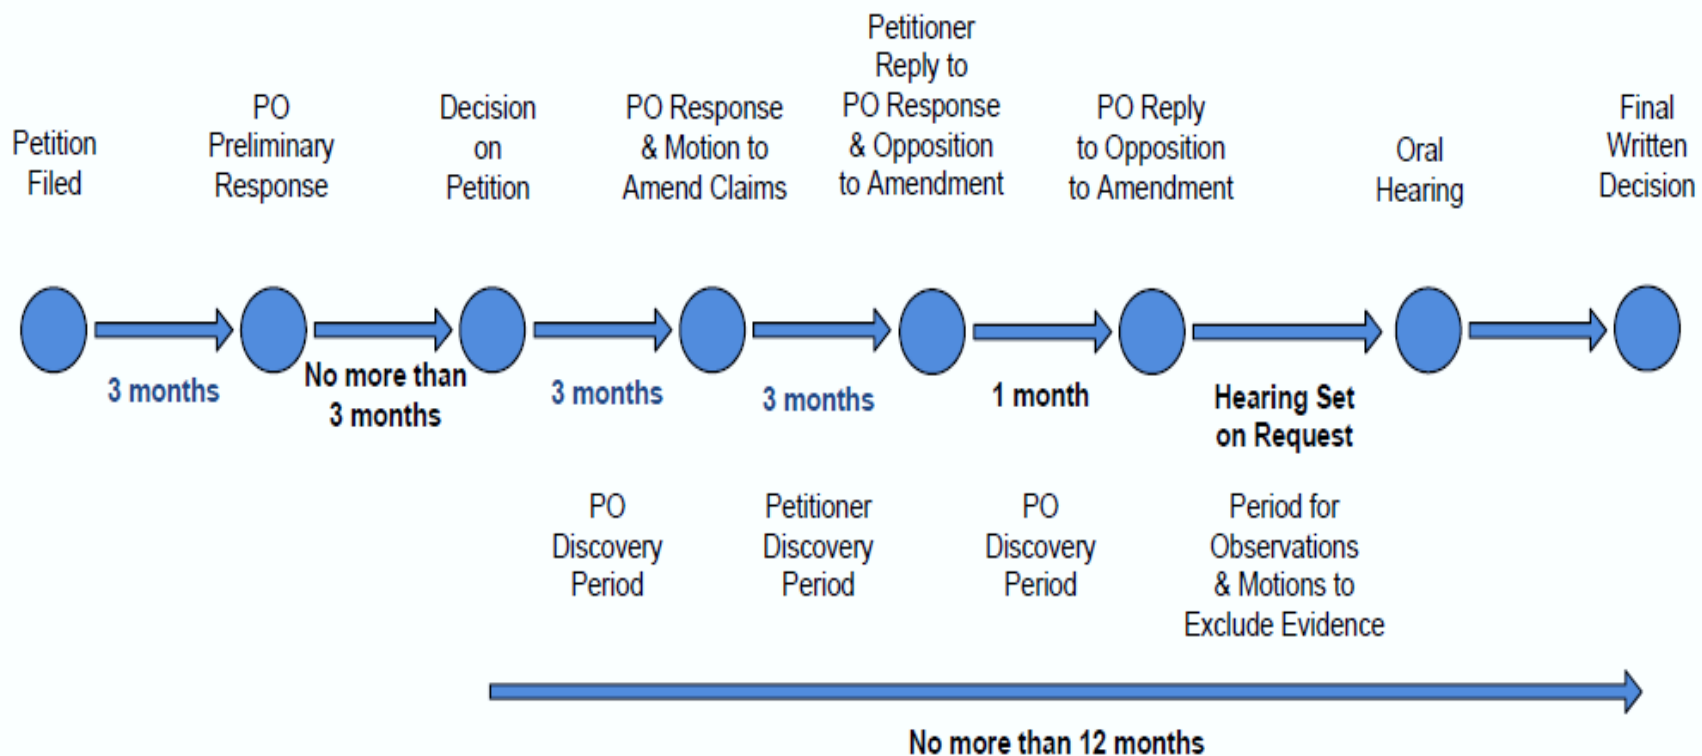 Petition
Filed
PO
Preliminary
Response
Decision
on
Petition
PO Response
& Motion to
Amend Claims
Petitioner
Reply to
PO Response
& Opposition
to Amendment
PO Reply
to Opposition
to Amendment
Oral
Hearing
Final
Written
Decision
3 months
No more than
3 months
3 months
3 months
1 month
Hearing Set
on Request
PO
Discovery
Period
Petitioner
Discovery
Period
PO
Discovery
Period
Period for
Observations
& Motions to
Exclude Evidence
No more than 12 months